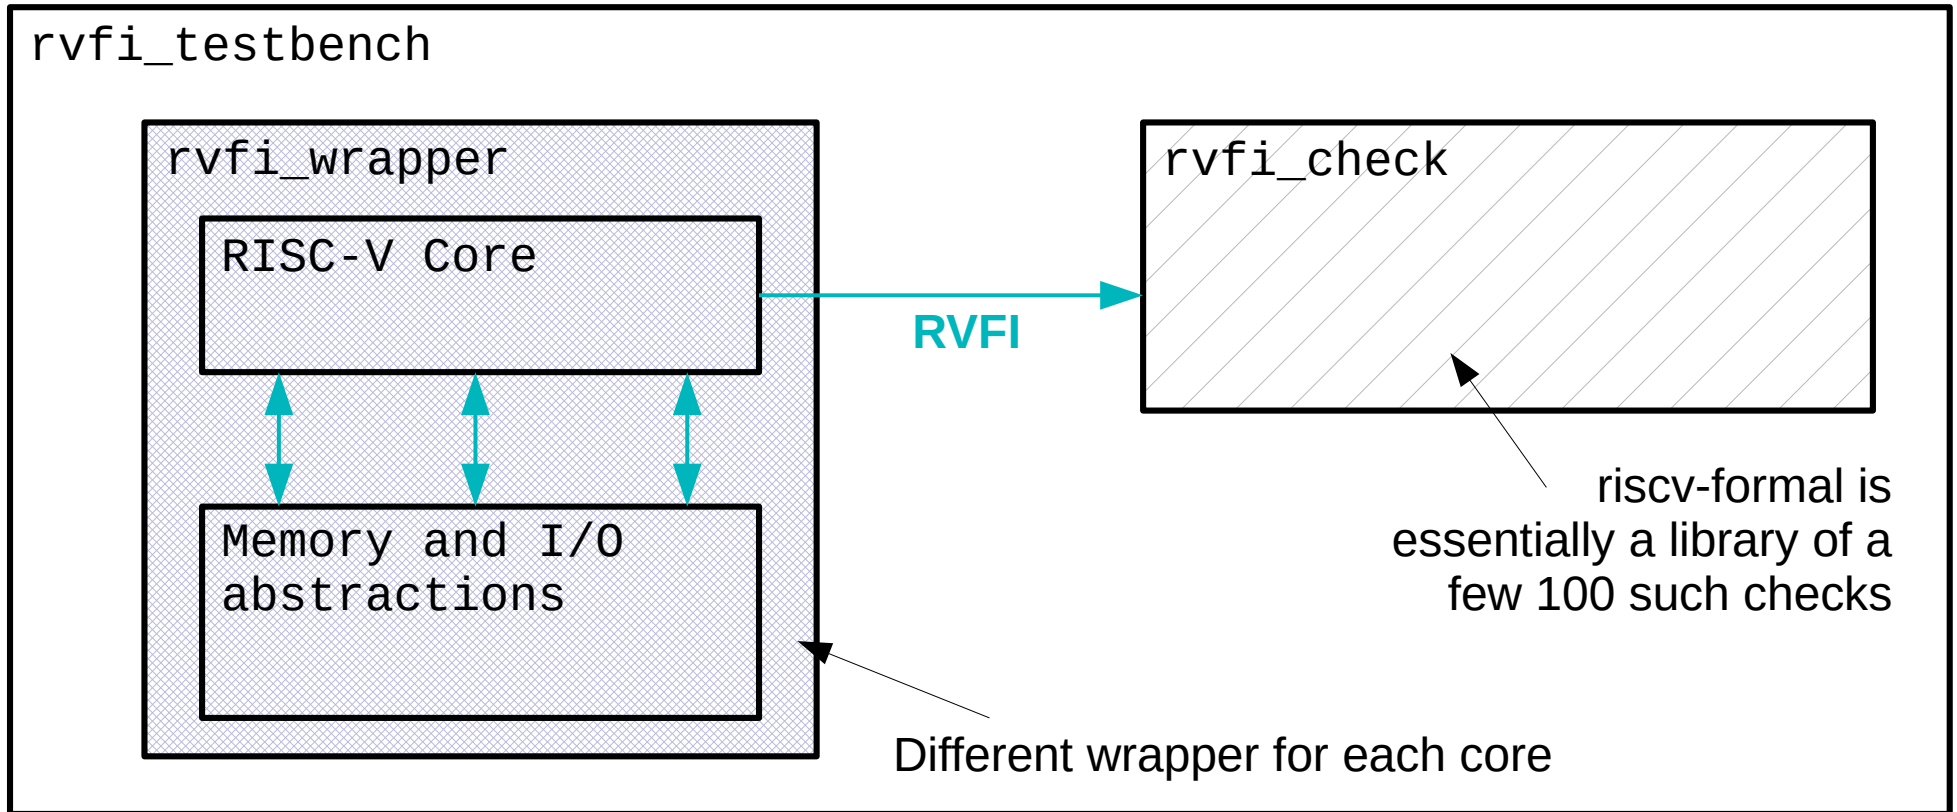 rvfi_testbench
rvfi_wrapper
RISC-V Core
Memory and I/O
abstractions
RVFI
rvfi_check
riscv-formal is
essentially a library of a
few 100 such checks
Different wrapper for each core